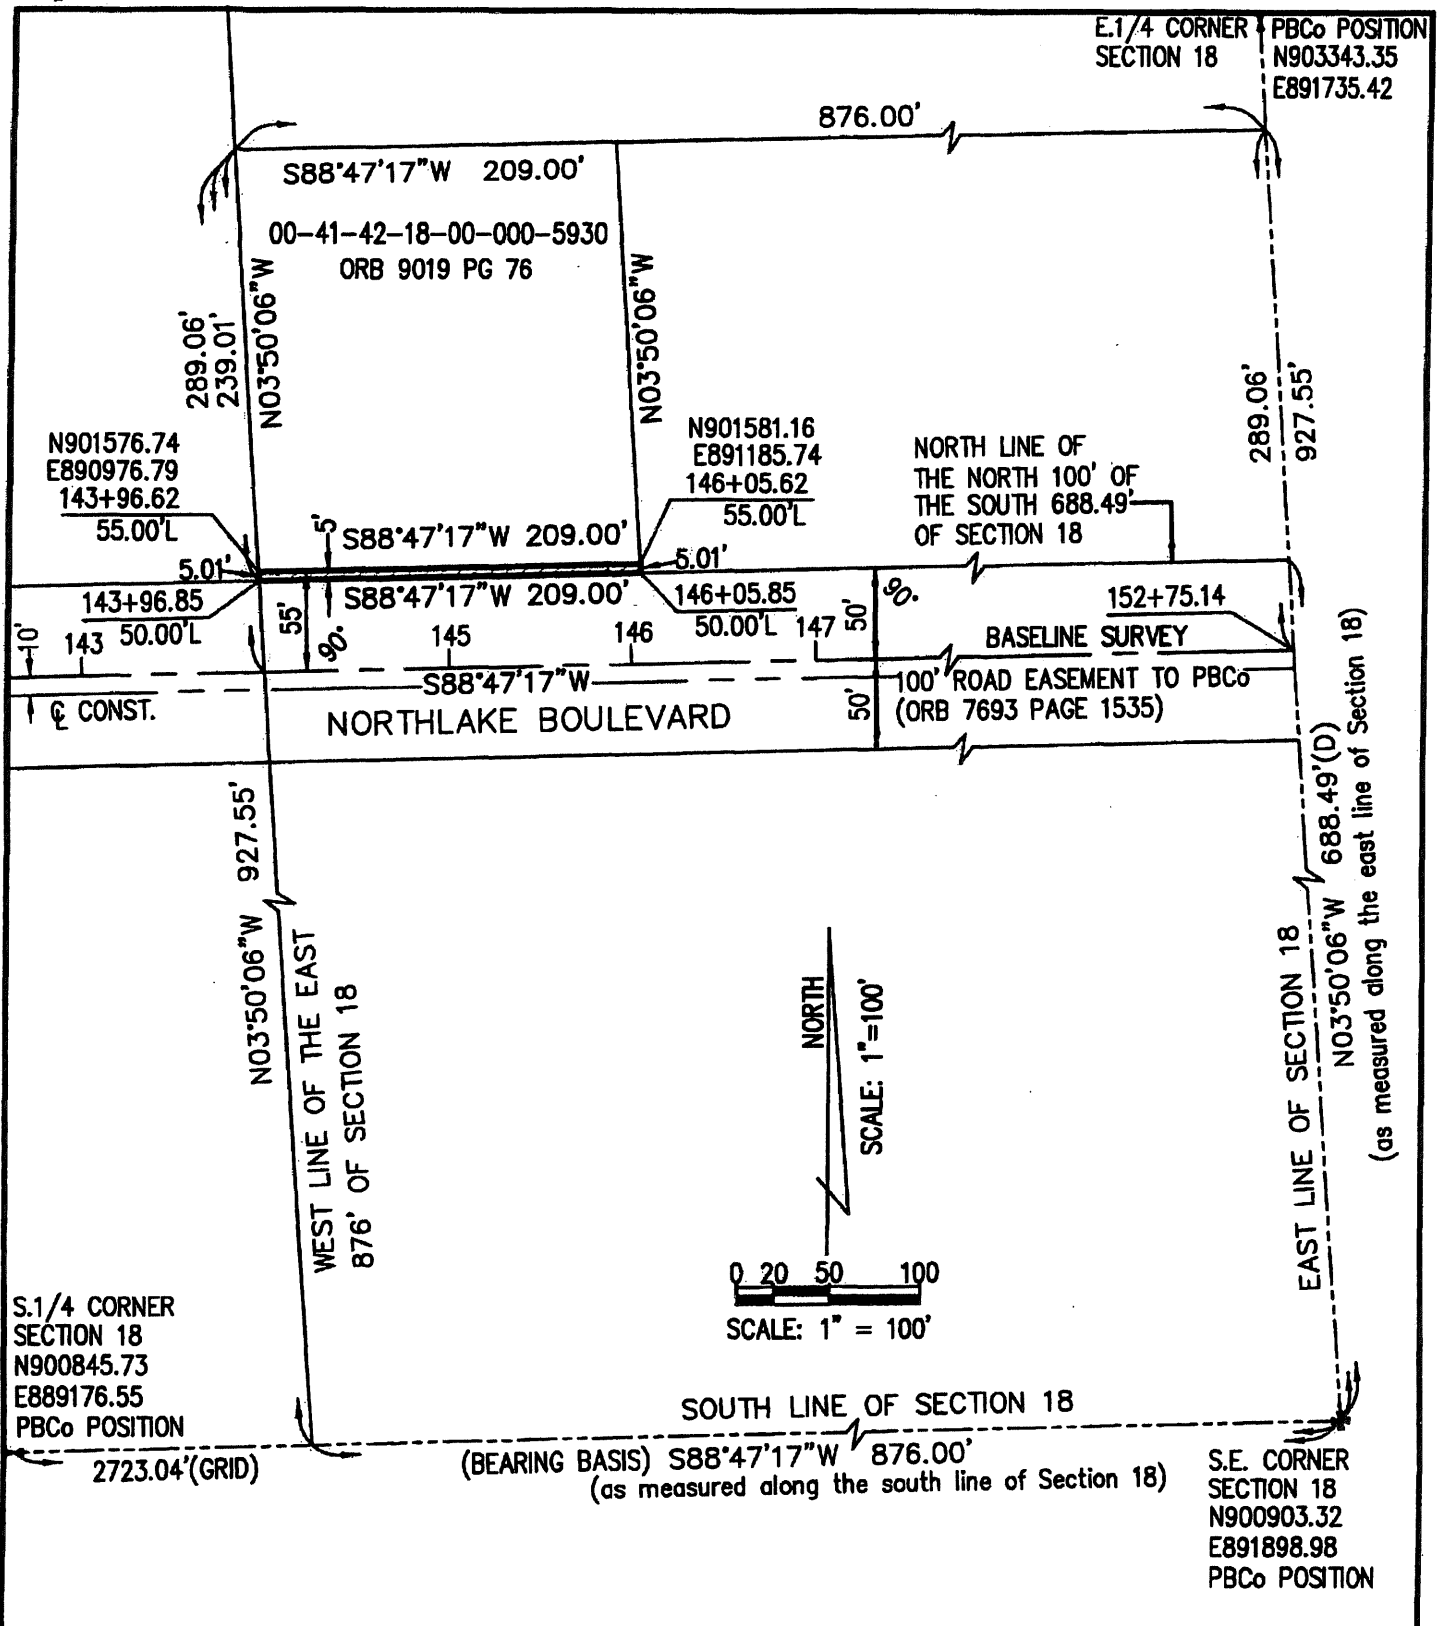 E.1/4 CORNER
SECTION 18
PBCo POSITION
N903343.35
E891735.42
876.00'
S88°47'17"W 209.00'
00-41-42-18-00-000-5930
ORB 9019 PG 76
289.06'
239.01'
N03°50'06"W
N03°50'06"W
289.06'
927.55'
N901576.74
E890976.79
143+96.62
55.00'L
N901581.16
E891185.74
146+05.62
55.00'L
NORTH LINE OF
THE NORTH 100' OF
THE SOUTH 688.49'
OF SECTION 18
5'
S88°47'17"W 209.00'
5.01'
5.01'
S88°47'17"W 209.00'
143+96.85
50.00'L
146+05.85
50.00'L
152+75.14
10'
143
55'
90°
145
146
147
50'
90°
BASELINE SURVEY
S88°47'17"W
100' ROAD EASEMENT TO PBCo
(ORB 7693 PAGE 1535)
50'
℄ CONST.
NORTHLAKE BOULEVARD
N03°50'06"W 927.55'
WEST LINE OF THE EAST
876' OF SECTION 18
NORTH
SCALE: 1"=100'
EAST LINE OF SECTION 18
N03°50'06"W 688.49'(D)
(as measured along the east line of Section 18)
0 20 50 100
SCALE: 1" = 100'
S.1/4 CORNER
SECTION 18
N900845.73
E889176.55
PBCo POSITION
2723.04'(GRID)
SOUTH LINE OF SECTION 18
(BEARING BASIS) S88°47'17"W 876.00'
(as measured along the south line of Section 18)
S.E. CORNER
SECTION 18
N900903.32
E891898.98
PBCo POSITION